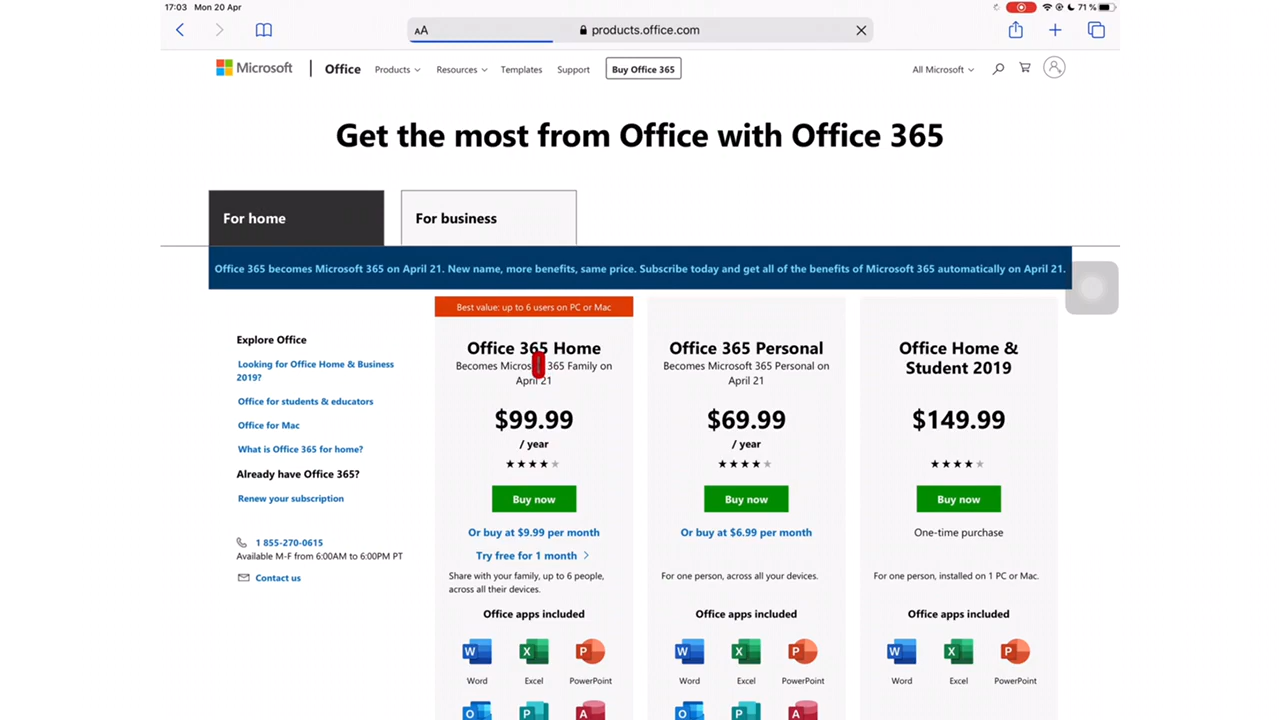 17:03 Mon 20 Apr
71 %
AA products.office.com
Microsoft Office Products Resources Templates Support Buy Office 365 All Microsoft
Get the most from Office with Office 365
For home
For business
Office 365 becomes Microsoft 365 on April 21. New name, more benefits, same price. Subscribe today and get all of the benefits of Microsoft 365 automatically on April 21.
Explore Office
Looking for Office Home & Business
2019?
Office for students & educators
Office for Mac
What is Office 365 for home?
Already have Office 365?
Renew your subscription
1 855-270-0615
Available M-F from 6:00AM to 6:00PM PT
Contact us
Best value: up to 6 users on PC or Mac
Office 365 Home
Becomes Microsoft 365 Family on
April 21
$99.99
/ year
Buy now
Or buy at $9.99 per month
Try free for 1 month
Share with your family, up to 6 people,
across all their devices.
Office apps included
W X P
Word Excel PowerPoint
Office 365 Personal
Becomes Microsoft 365 Personal on
April 21
$69.99
/ year
Buy now
Or buy at $6.99 per month
For one person, across all your devices.
Office apps included
W X P
Word Excel PowerPoint
Office Home &
Student 2019
$149.99
Buy now
One-time purchase
For one person, installed on 1 PC or Mac.
Office apps included
W X P
Word Excel PowerPoint